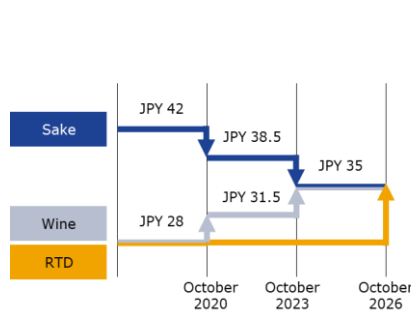 JPY 42
Sake
JPY 38.5
JPY 35
JPY 31.5
Wine
JPY 28
RTD
October
2020
October
2023
October
2026